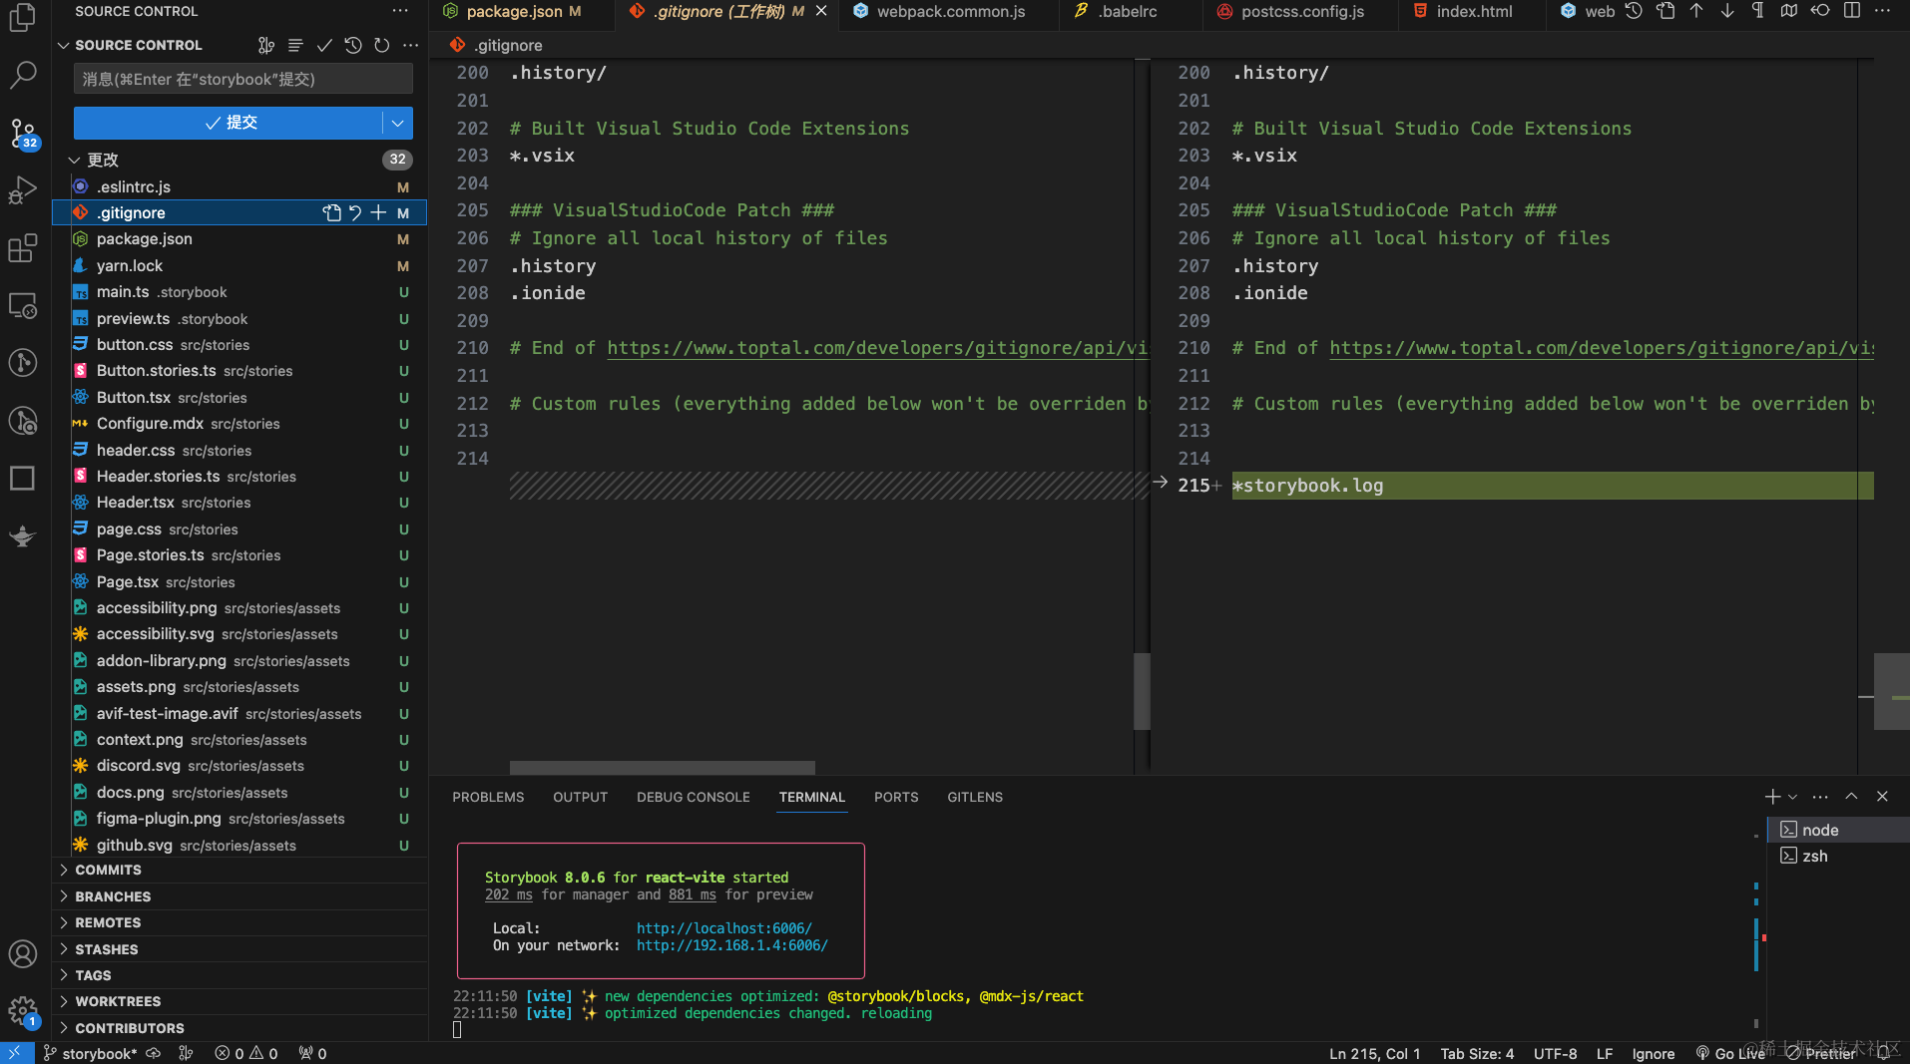 SOURCE CONTROL
SOURCE CONTROL
消息(⌘Enter 在"storybook"提交)
提交
更改 32
.eslintrc.js M
.gitignore M
package.json M
yarn.lock M
main.ts .storybook U
preview.ts .storybook U
button.css src/stories U
Button.stories.ts src/stories U
Button.tsx src/stories U
Configure.mdx src/stories U
header.css src/stories U
Header.stories.ts src/stories U
Header.tsx src/stories U
page.css src/stories U
Page.stories.ts src/stories U
Page.tsx src/stories U
accessibility.png src/stories/assets U
accessibility.svg src/stories/assets U
addon-library.png src/stories/assets U
assets.png src/stories/assets U
avif-test-image.avif src/stories/assets U
context.png src/stories/assets U
discord.svg src/stories/assets U
docs.png src/stories/assets U
figma-plugin.png src/stories/assets U
github.svg src/stories/assets U
COMMITS
BRANCHES
REMOTES
STASHES
TAGS
WORKTREES
CONTRIBUTORS
32
1
package.json M
.gitignore (工作树) M
webpack.common.js
.babelrc
postcss.config.js
index.html
web
.gitignore
200 .history/
201
202 # Built Visual Studio Code Extensions
203 *.vsix
204
205 ### VisualStudioCode Patch ###
206 # Ignore all local history of files
207 .history
208 .ionide
209
210 # End of https://www.toptal.com/developers/gitignore/api/vi
211
212 # Custom rules (everything added below won't be overriden by
213
214
200 .history/
201
202 # Built Visual Studio Code Extensions
203 *.vsix
204
205 ### VisualStudioCode Patch ###
206 # Ignore all local history of files
207 .history
208 .ionide
209
210 # End of https://www.toptal.com/developers/gitignore/api/vis
211
212 # Custom rules (everything added below won't be overriden by
213
214
215+ *storybook.log
PROBLEMS OUTPUT DEBUG CONSOLE TERMINAL PORTS GITLENS
Storybook 8.0.6 for react-vite started
202 ms for manager and 881 ms for preview
Local: http://localhost:6006/
On your network: http://192.168.1.4:6006/
22:11:50 [vite] ✨ new dependencies optimized: @storybook/blocks, @mdx-js/react
22:11:50 [vite] ✨ optimized dependencies changed. reloading
node
zsh
storybook* 0 0 0
Ln 215, Col 1 Tab Size: 4 UTF-8 LF Ignore Go Live Prettier
@稀土掘金技术社区